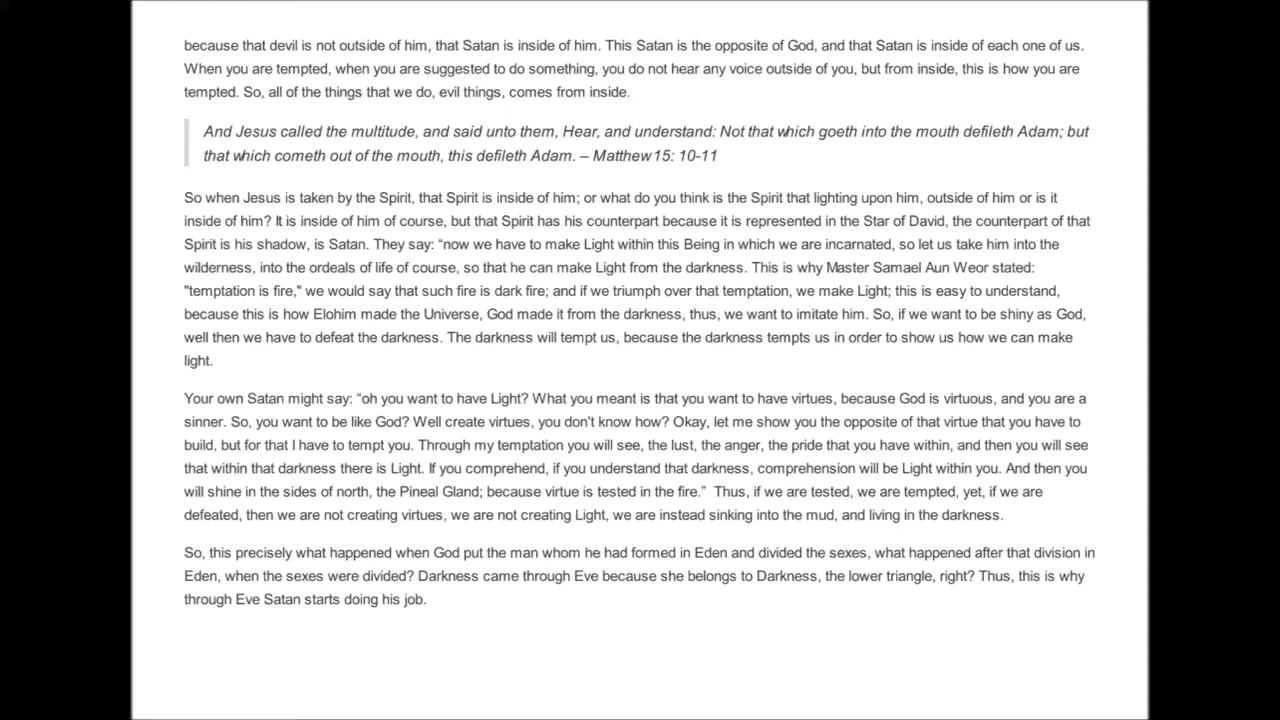 because that devil is not outside of him, that Satan is inside of him. This Satan is the opposite of God, and that Satan is inside of each one of us.
When you are tempted, when you are suggested to do something, you do not hear any voice outside of you, but from inside, this is how you are
tempted. So, all of the things that we do, evil things, comes from inside.
And Jesus called the multitude, and said unto them, Hear, and understand: Not that which goeth into the mouth defileth Adam; but
that which cometh out of the mouth, this defileth Adam. – Matthew 15: 10-11
So when Jesus is taken by the Spirit, that Spirit is inside of him; or what do you think is the Spirit that lighting upon him, outside of him or is it
inside of him? It is inside of him of course, but that Spirit has his counterpart because it is represented in the Star of David, the counterpart of that
Spirit is his shadow, is Satan. They say: “now we have to make Light within this Being in which we are incarnated, so let us take him into the
wilderness, into the ordeals of life of course, so that he can make Light from the darkness. This is why Master Samael Aun Weor stated:
"temptation is fire," we would say that such fire is dark fire; and if we triumph over that temptation, we make Light; this is easy to understand,
because this is how Elohim made the Universe, God made it from the darkness, thus, we want to imitate him. So, if we want to be shiny as God,
well then we have to defeat the darkness. The darkness will tempt us, because the darkness tempts us in order to show us how we can make
light.
Your own Satan might say: “oh you want to have Light? What you meant is that you want to have virtues, because God is virtuous, and you are a
sinner. So, you want to be like God? Well create virtues, you don't know how? Okay, let me show you the opposite of that virtue that you have to
build, but for that I have to tempt you. Through my temptation you will see, the lust, the anger, the pride that you have within, and then you will see
that within that darkness there is Light. If you comprehend, if you understand that darkness, comprehension will be Light within you. And then you
will shine in the sides of north, the Pineal Gland; because virtue is tested in the fire.” Thus, if we are tested, we are tempted, yet, if we are
defeated, then we are not creating virtues, we are not creating Light, we are instead sinking into the mud, and living in the darkness.
So, this precisely what happened when God put the man whom he had formed in Eden and divided the sexes, what happened after that division in
Eden, when the sexes were divided? Darkness came through Eve because she belongs to Darkness, the lower triangle, right? Thus, this is why
through Eve Satan starts doing his job.